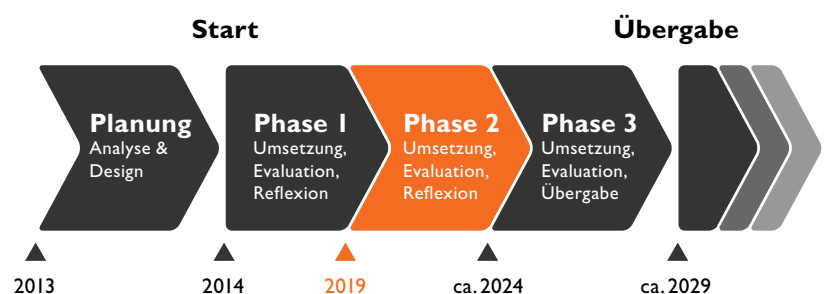 Start
Übergabe
Planung
Analyse &
Design
Phase 1
Umsetzung,
Evaluation,
Reflexion
Phase 2
Umsetzung,
Evaluation,
Reflexion
Phase 3
Umsetzung,
Evaluation,
Übergabe
2013
2014
2019
ca. 2024
ca. 2029